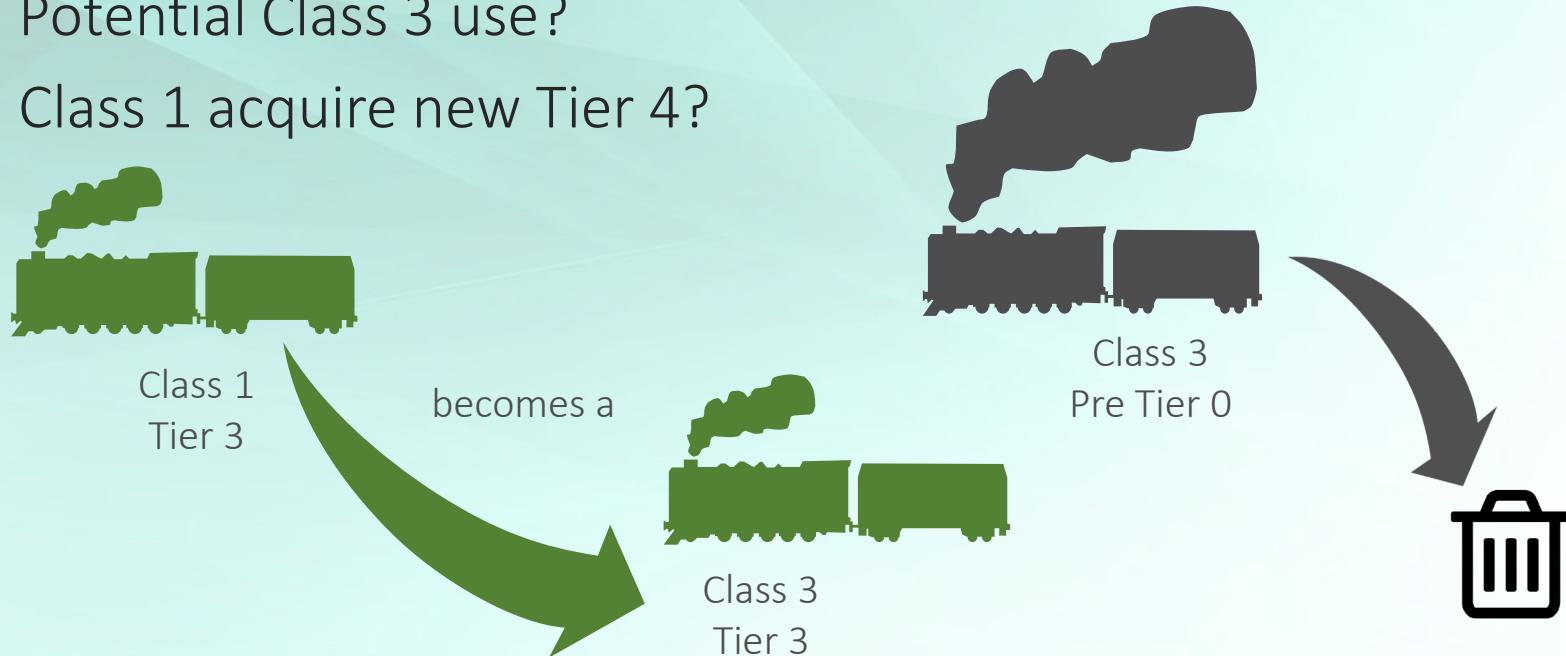 Potential Class 3 use?
Class 1 acquire new Tier 4?
Class 1
Tier 3
becomes a
Class 3
Pre Tier 0
Class 3
Tier 3